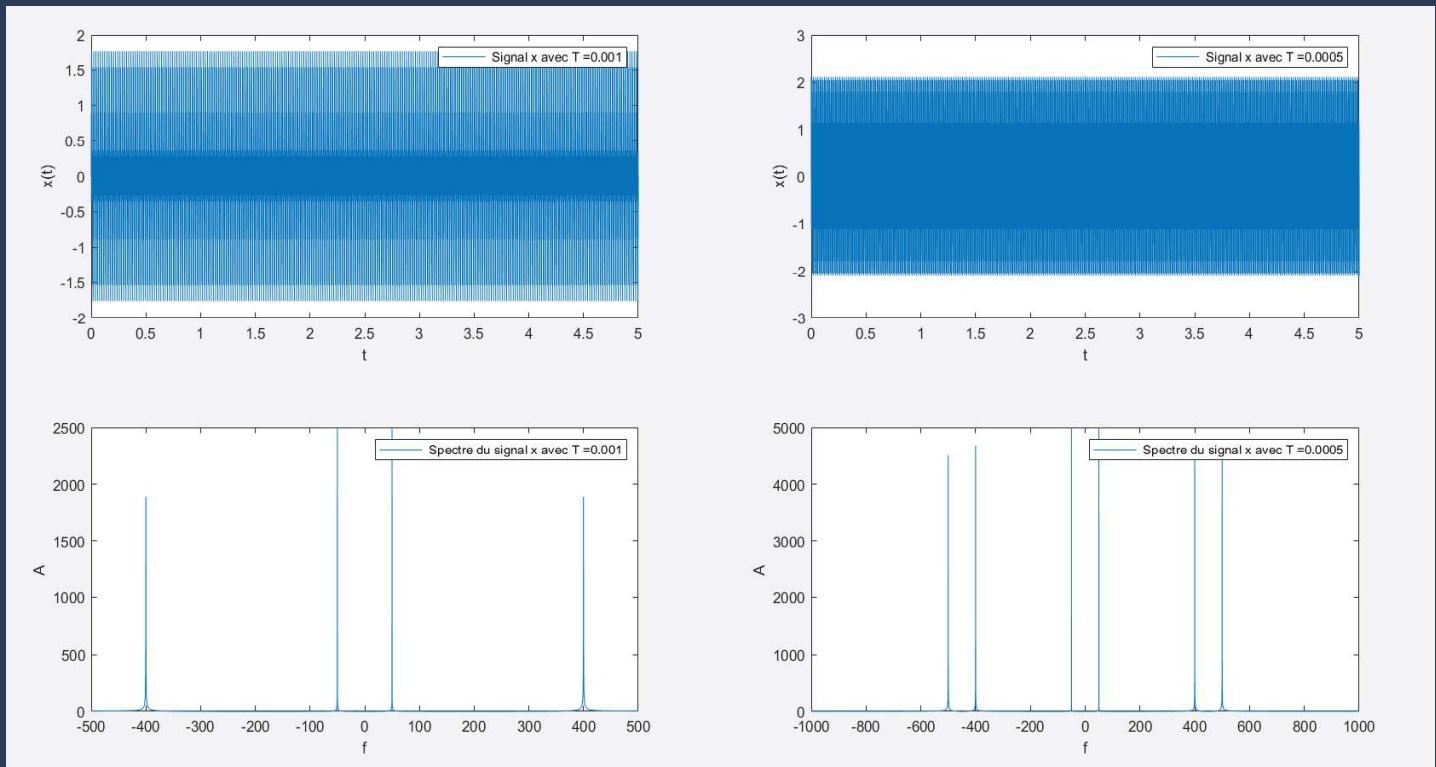 Signal x avec T =0.001
2
1.5
1
0.5
0
-0.5
-1
-1.5
-2
x(t)
0 0.5 1 1.5 2 2.5 3 3.5 4 4.5 5
t
Signal x avec T =0.0005
3
2
1
0
-1
-2
-3
x(t)
0 0.5 1 1.5 2 2.5 3 3.5 4 4.5 5
t
Spectre du signal x avec T =0.001
2500
2000
1500
1000
500
0
A
-500 -400 -300 -200 -100 0 100 200 300 400 500
f
Spectre du signal x avec T =0.0005
5000
4000
3000
2000
1000
0
A
-1000 -800 -600 -400 -200 0 200 400 600 800 1000
f